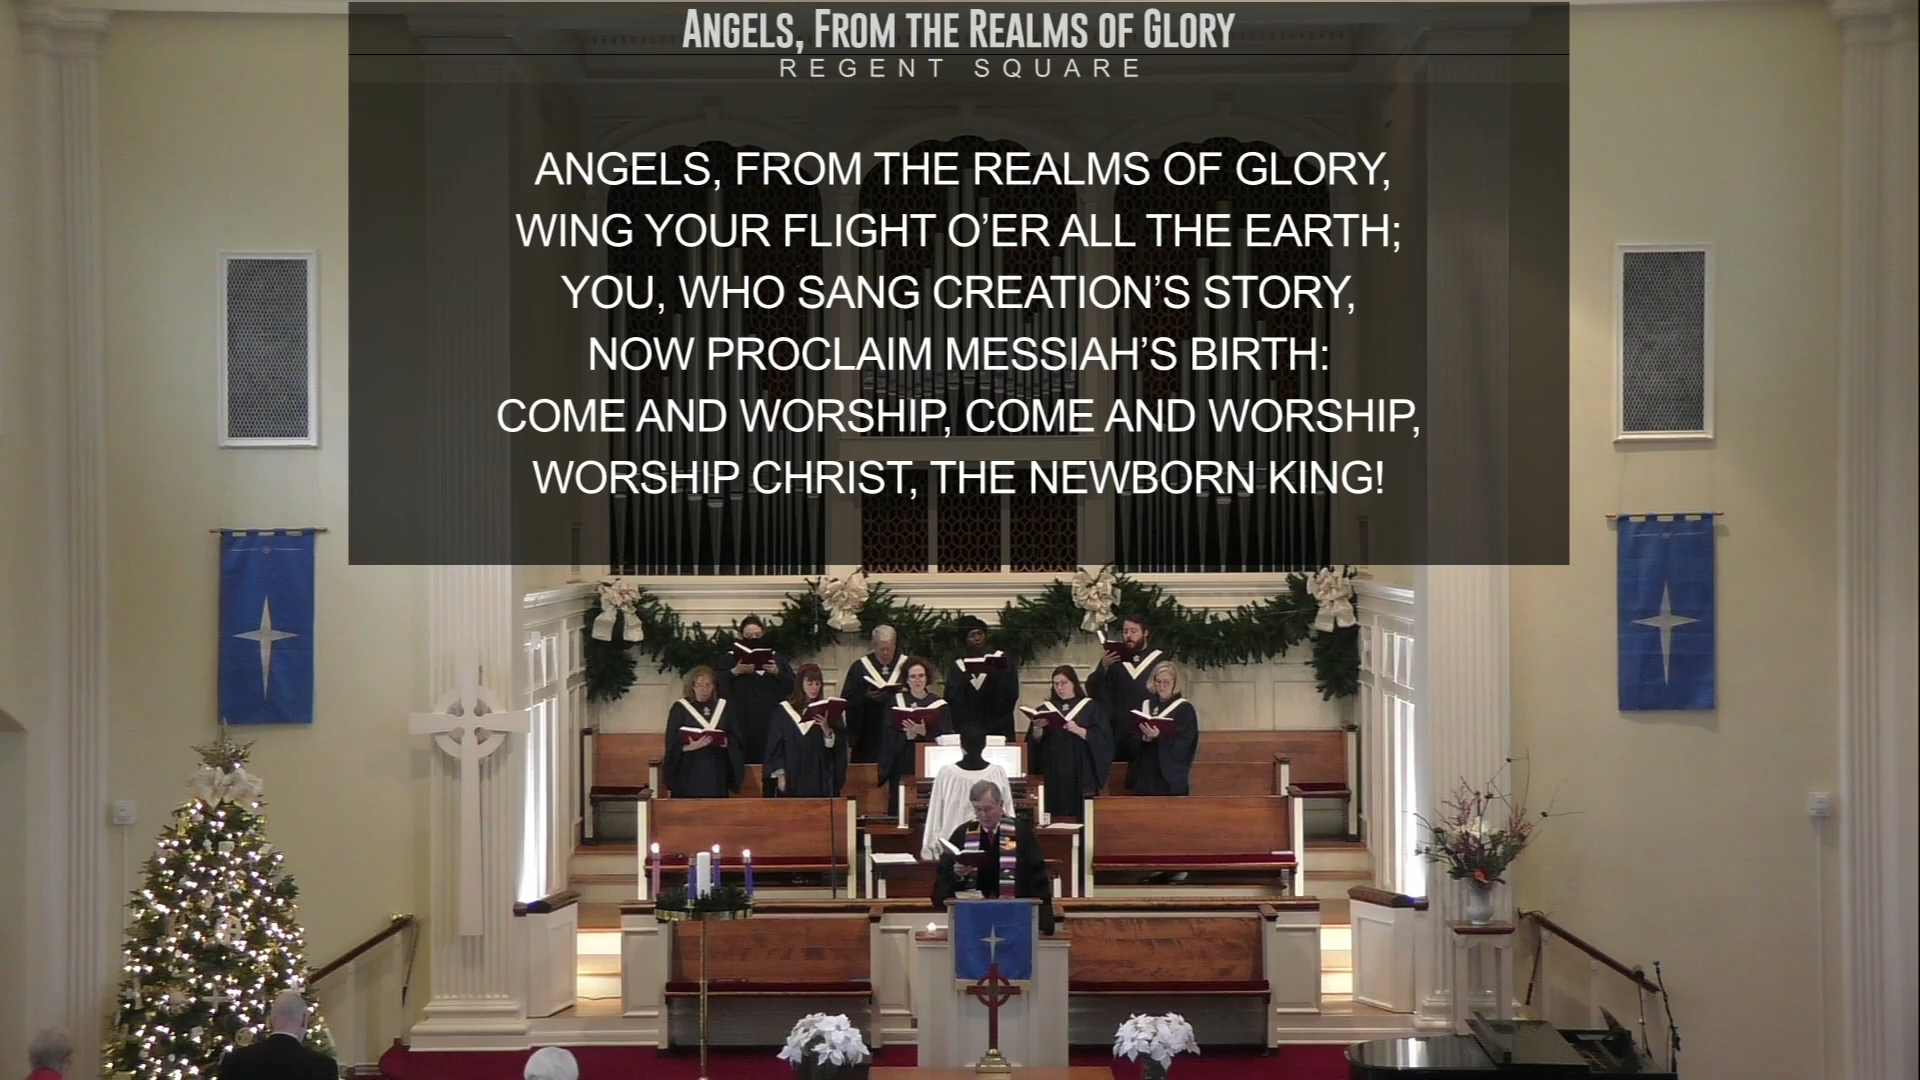 ANGELS, FROM THE REALMS OF GLORY
REGENT SQUARE
ANGELS, FROM THE REALMS OF GLORY,
WING YOUR FLIGHT O’ER ALL THE EARTH;
YOU, WHO SANG CREATION’S STORY,
NOW PROCLAIM MESSIAH’S BIRTH:
COME AND WORSHIP, COME AND WORSHIP,
WORSHIP CHRIST, THE NEWBORN KING!